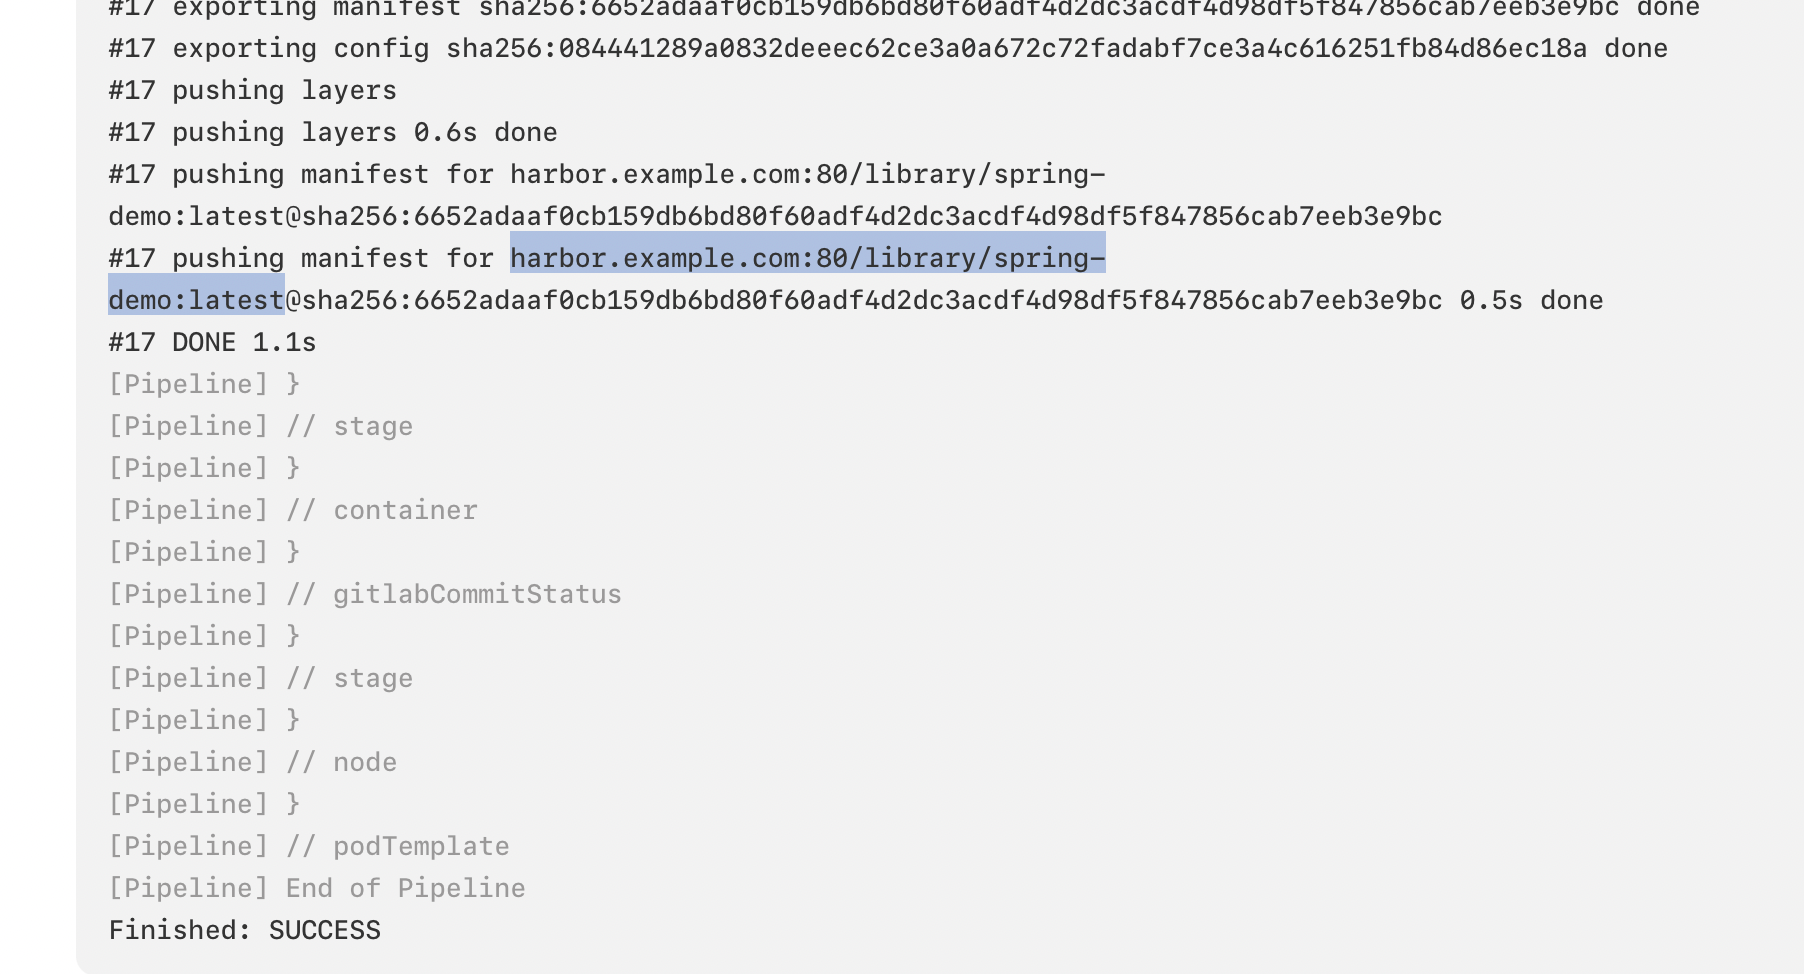 #17 exporting manifest sha256:6652adaaf0cb159db6bd80f60adf4d2dc3acdf4d98df5f847856cab7eeb3e9bc done
#17 exporting config sha256:084441289a0832deeec62ce3a0a672c72fadabf7ce3a4c616251fb84d86ec18a done
#17 pushing layers
#17 pushing layers 0.6s done
#17 pushing manifest for harbor.example.com:80/library/spring-
demo:latest@sha256:6652adaaf0cb159db6bd80f60adf4d2dc3acdf4d98df5f847856cab7eeb3e9bc
#17 pushing manifest for harbor.example.com:80/library/spring-
demo:latest@sha256:6652adaaf0cb159db6bd80f60adf4d2dc3acdf4d98df5f847856cab7eeb3e9bc 0.5s done
#17 DONE 1.1s
[Pipeline] }
[Pipeline] // stage
[Pipeline] }
[Pipeline] // container
[Pipeline] }
[Pipeline] // gitlabCommitStatus
[Pipeline] }
[Pipeline] // stage
[Pipeline] }
[Pipeline] // node
[Pipeline] }
[Pipeline] // podTemplate
[Pipeline] End of Pipeline
Finished: SUCCESS